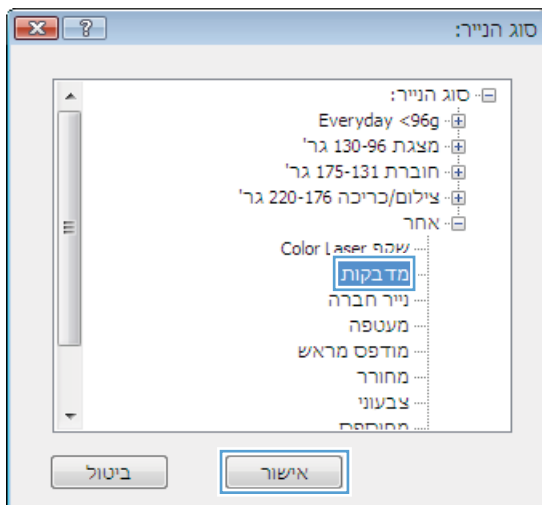 סוג הנייר:
סוג הנייר:
Everyday <96g
מצגת 130-96 גר'
חוברת 175-131 גר'
צילום/כריכה 220-176 גר'
אחר
שקף Color Laser
מדבקות
נייר חברה
מעטפה
מודפס מראש
מחורר
צבעוני
מחוספס
אישור
ביטול